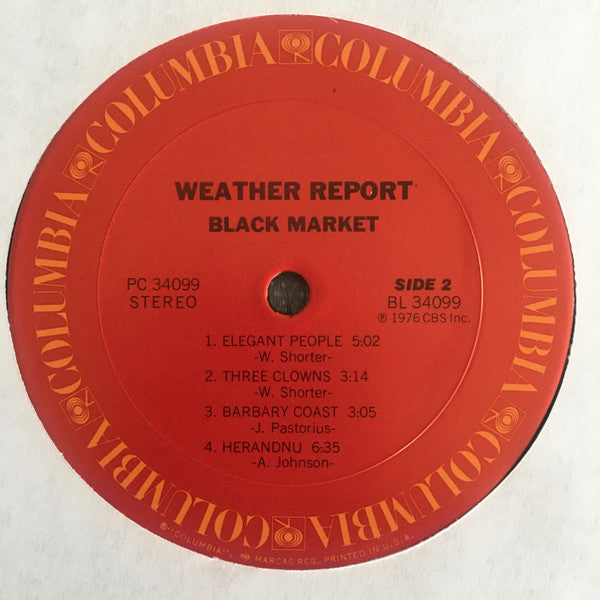 COLUMBIA COLUMBIA COLUMBIA COLUMBIA COLUMBIA COLUMBIA COLUMBIA
WEATHER REPORT
BLACK MARKET
PC 34099
STEREO
SIDE 2
BL 34099
℗ 1976 CBS Inc.
1. ELEGANT PEOPLE 5:02
-W. Shorter-
2. THREE CLOWNS 3:14
-W. Shorter-
3. BARBARY COAST 3:05
-J. Pastorius-
4. HERANDNU 6:35
-A. Johnson-
®"COLUMBIA", MARCAS REG. PRINTED IN U.S.A.